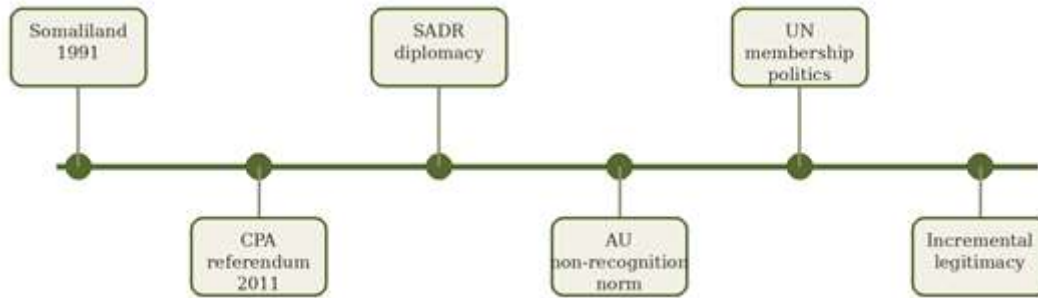 Somaliland
1991
CPA
referendum
2011
SADR
diplomacy
AU
non-recognition
norm
UN
membership
politics
Incremental
legitimacy